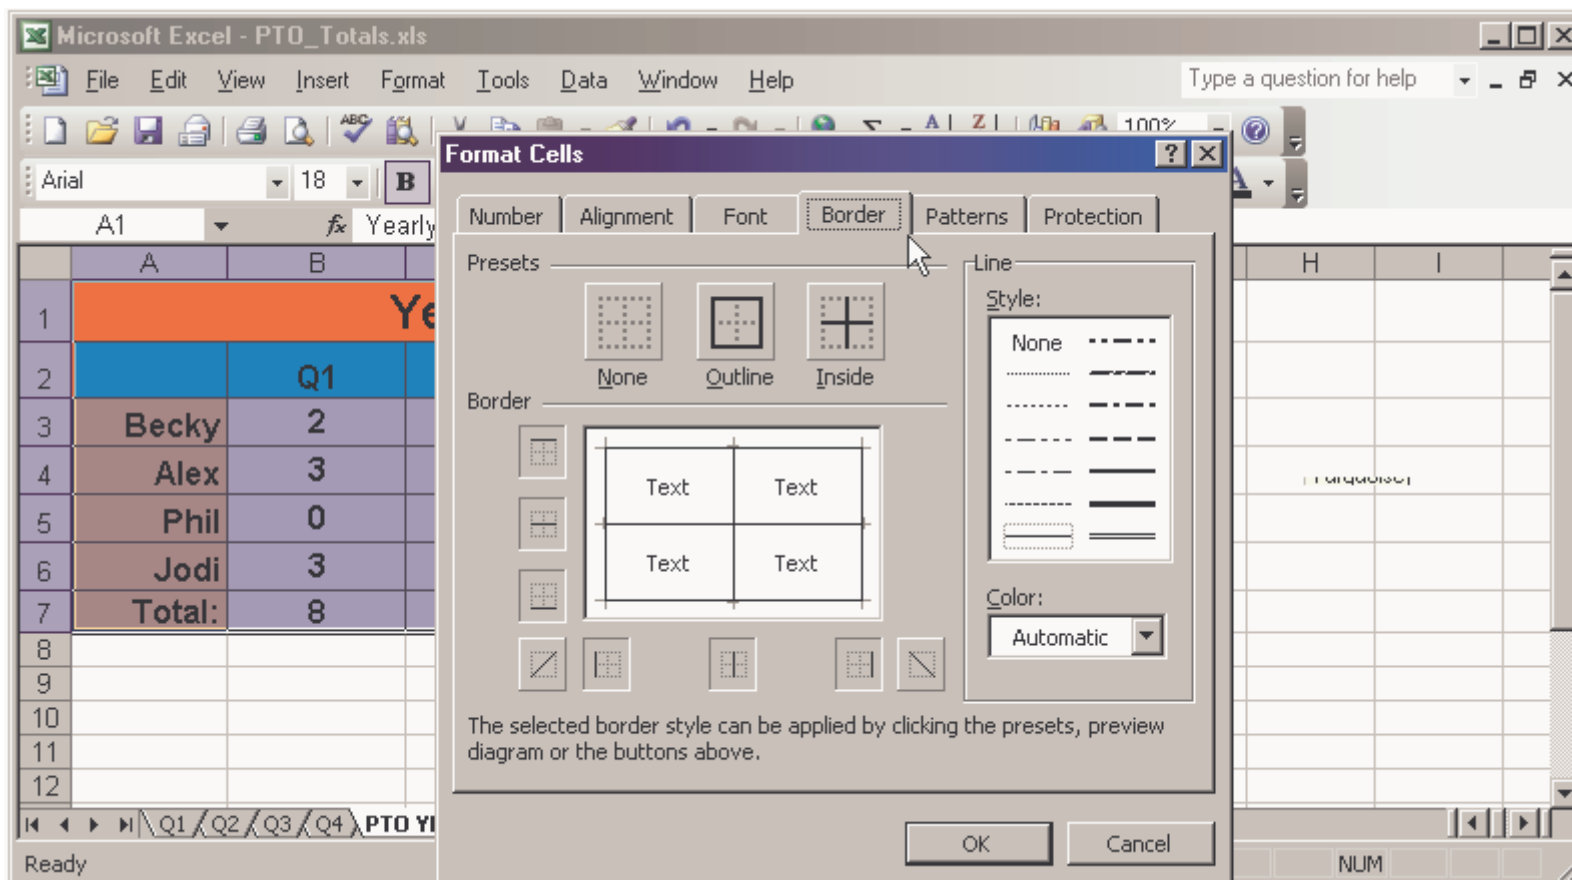 Microsoft Excel - PTO_Totals.xls
File Edit View Insert Format Tools Data Window Help Type a question for help
ABC A Z 100%
Arial 18 B A
A1 fx Yearly
Format Cells
Number Alignment Font Border Patterns Protection
Presets
None Outline Inside
Border
Text Text
Text Text
Line
Style:
None
Color:
Automatic
The selected border style can be applied by clicking the presets, preview
diagram or the buttons above.
OK Cancel
A B H I
1 Ye
2 Q1
3 Becky 2
4 Alex 3
5 Phil 0
6 Jodi 3
7 Total: 8
8
9
10
11
12
Q1 Q2 Q3 Q4 PTO
Ready NUM